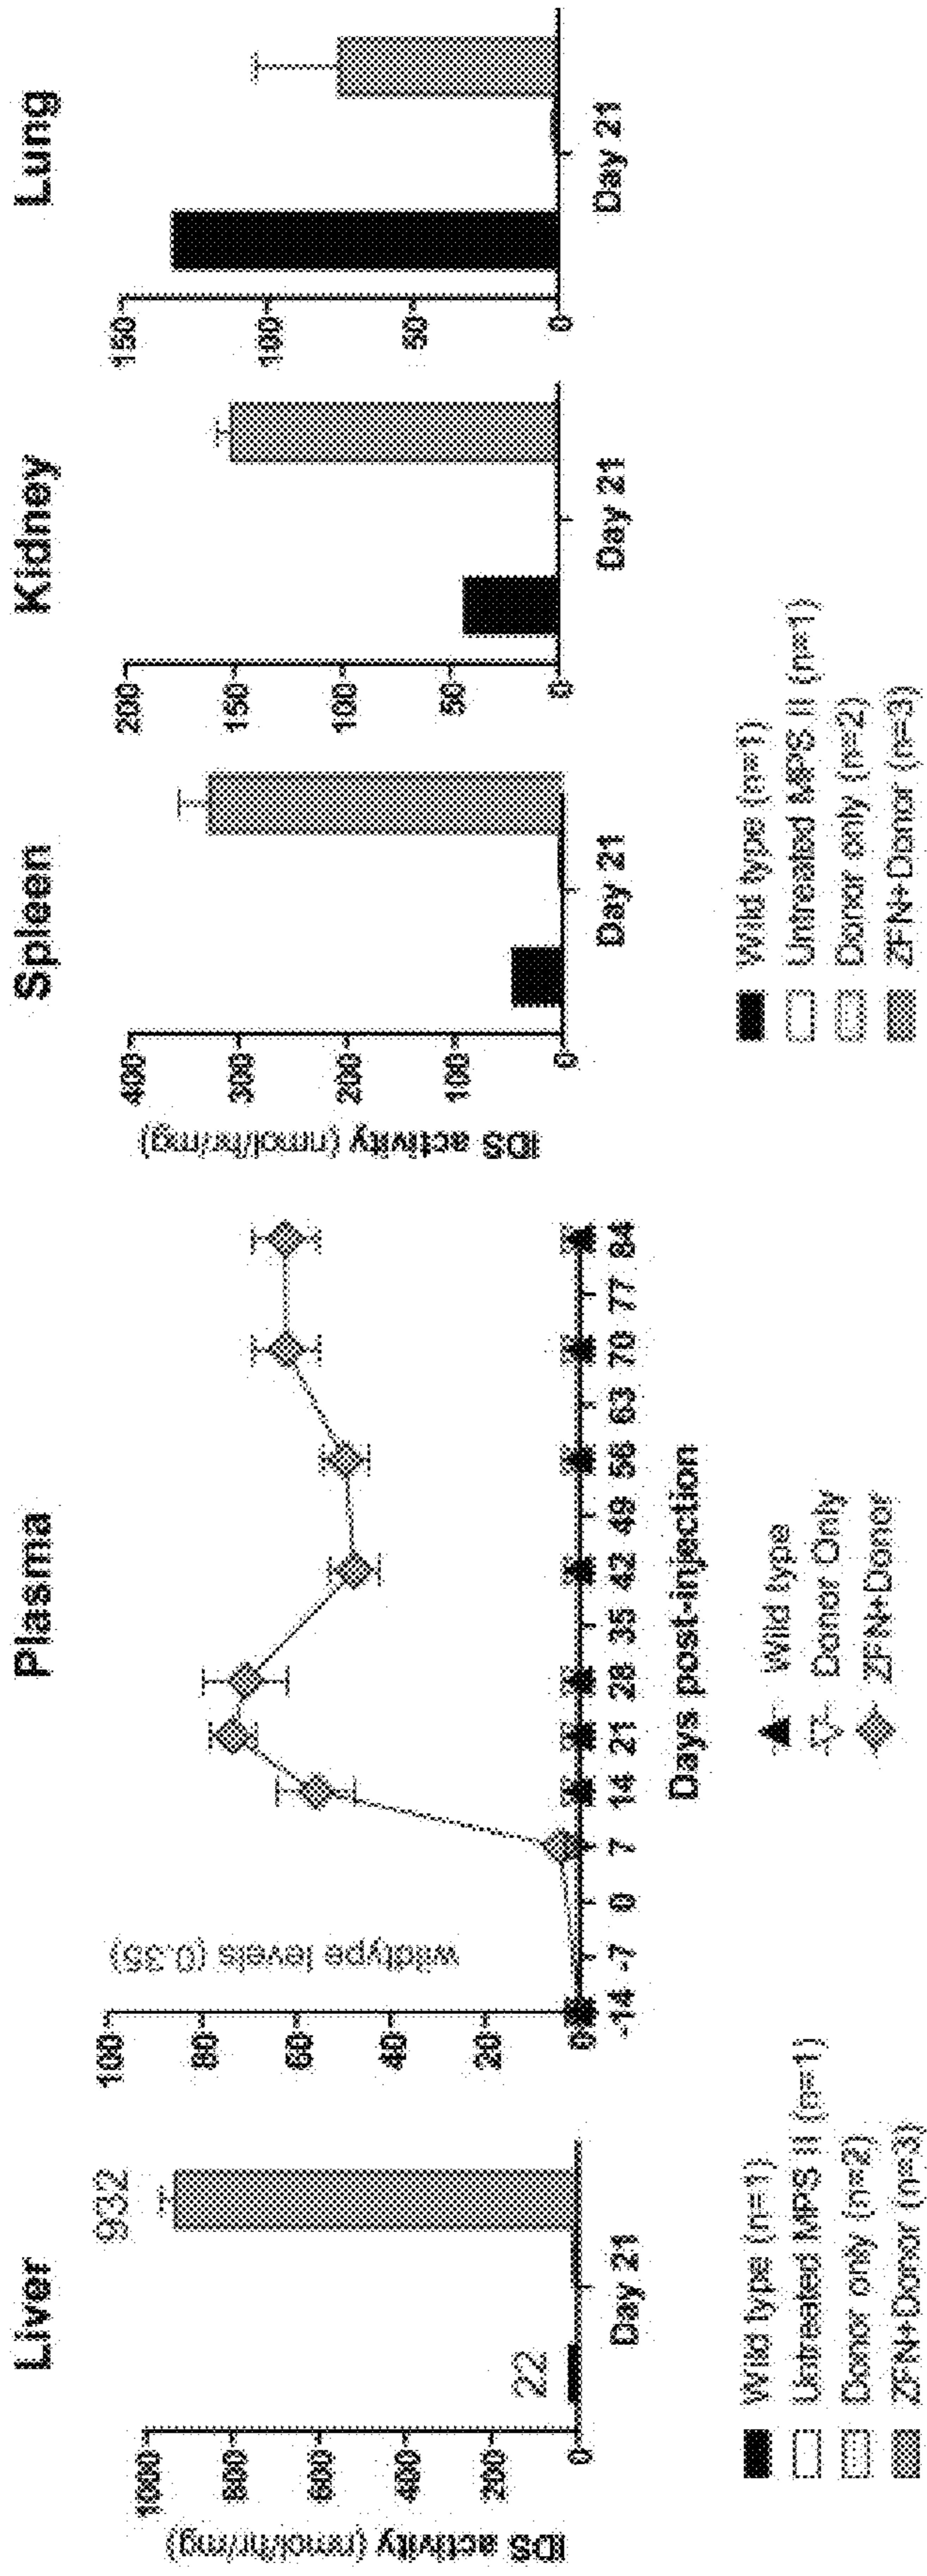 Liver
IDS activity (nmol/hr/mg)
1000
800
600
400
200
0
22
932
Day 21
Wild type (n=1)
Untreated MPS II (n=1)
Donor only (n=2)
ZFN+Donor (n=3)
Plasma
100
80
60
40
20
0
wildtype levels (0.35)
-14 -7 0 7 14 21 28 35 42 49 56 63 70 77 84
Days post-injection
Wild type
Donor Only
ZFN+Donor
Spleen
IDS activity (nmol/hr/mg)
400
300
200
100
0
Day 21
Kidney
200
150
100
50
0
Day 21
Lung
150
100
50
0
Day 21
Wild type (n=1)
Untreated MPS II (n=1)
Donor only (n=2)
ZFN+Donor (n=3)